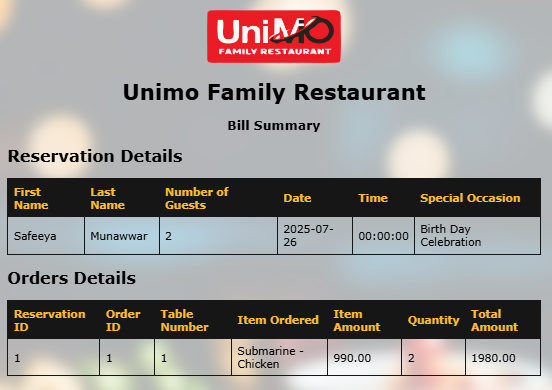 UniMO
FAMILY RESTAURANT
Unimo Family Restaurant
Bill Summary
Reservation Details
First Name Last Name Number of Guests Date Time Special Occasion
Safeeya Munawwar 2 2025-07-26 00:00:00 Birth Day Celebration
Orders Details
Reservation ID Order ID Table Number Item Ordered Item Amount Quantity Total Amount
1 1 1 Submarine - Chicken 990.00 2 1980.00